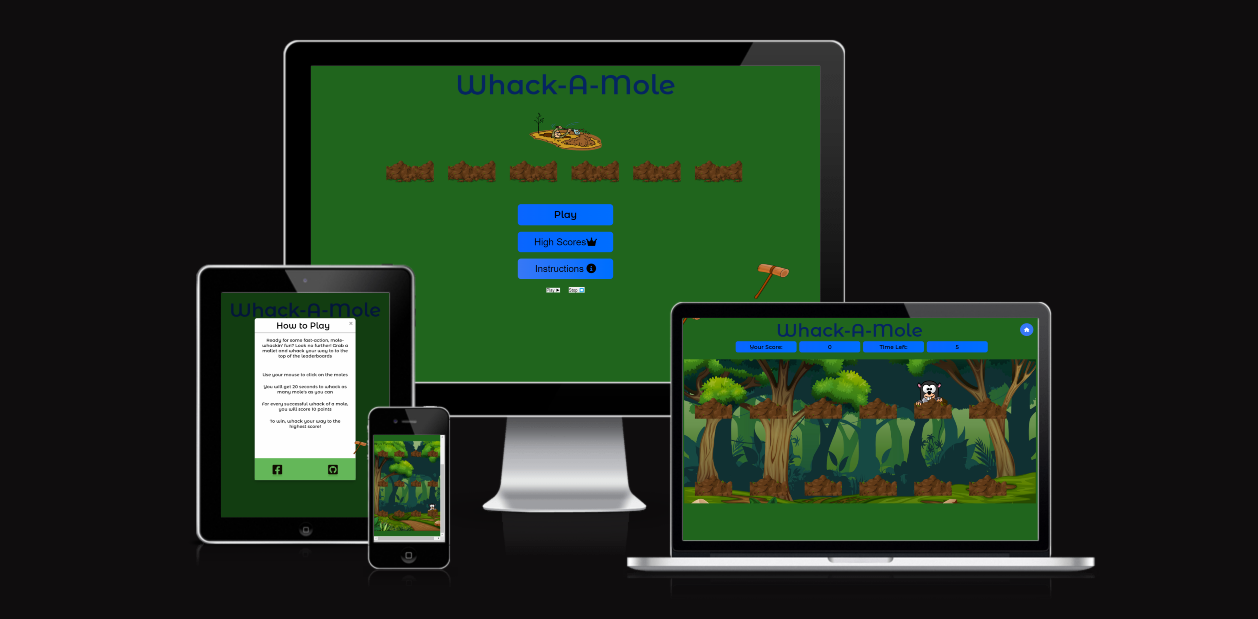 Whack-A-Mole
Play
High Scores
Instructions
Play
Stop
Whack-A-Mole
How to Play
×
Ready for some fast-action, mole-
whackin' fun? Look no further! Grab a
mallet and whack your way to to the
top of the leaderboards
Use your mouse to click on the moles
You will get 20 seconds to whack as
many mole's as you can
For every successful whack of a mole,
you will score 10 points
To win, whack your way to the
highest score!
Whack-A-Mole
Your Score: 0 Time Left: 5